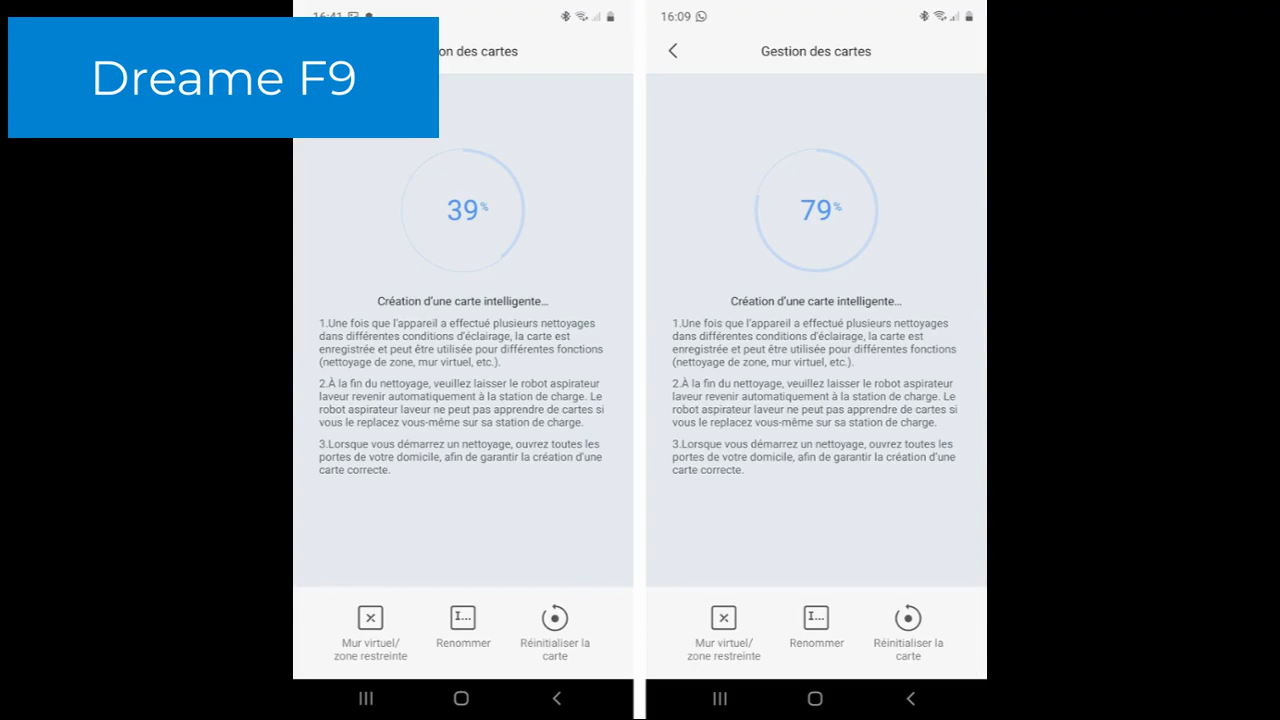 Dreame F9
16:41
on des cartes
39%
Création d'une carte intelligente...
1.Une fois que l'appareil a effectué plusieurs nettoyages
dans différentes conditions d'éclairage, la carte est
enregistrée et peut être utilisée pour différentes fonctions
(nettoyage de zone, mur virtuel, etc.).
2.À la fin du nettoyage, veuillez laisser le robot aspirateur
laveur revenir automatiquement à la station de charge. Le
robot aspirateur laveur ne peut pas apprendre de cartes si
vous le replacez vous-même sur sa station de charge.
3.Lorsque vous démarrez un nettoyage, ouvrez toutes les
portes de votre domicile, afin de garantir la création d'une
carte correcte.
Mur virtuel/
zone restreinte
Renommer
Réinitialiser la
carte
16:09
Gestion des cartes
79%
Création d'une carte intelligente...
1.Une fois que l'appareil a effectué plusieurs nettoyages
dans différentes conditions d'éclairage, la carte est
enregistrée et peut être utilisée pour différentes fonctions
(nettoyage de zone, mur virtuel, etc.).
2.À la fin du nettoyage, veuillez laisser le robot aspirateur
laveur revenir automatiquement à la station de charge. Le
robot aspirateur laveur ne peut pas apprendre de cartes si
vous le replacez vous-même sur sa station de charge.
3.Lorsque vous démarrez un nettoyage, ouvrez toutes les
portes de votre domicile, afin de garantir la création d'une
carte correcte.
Mur virtuel/
zone restreinte
Renommer
Réinitialiser la
carte